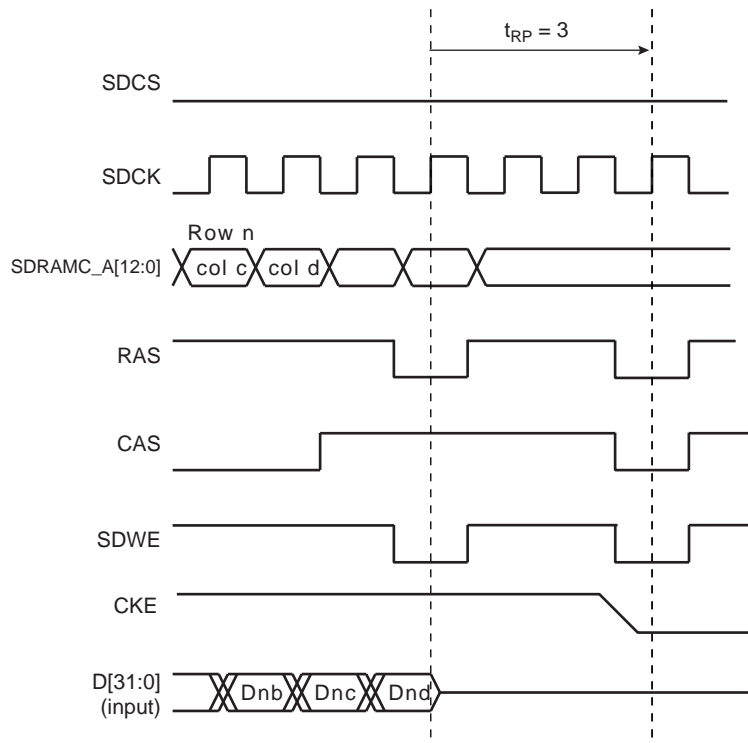 tRP = 3
SDCS
SDCK
Row n
SDRAMC_A[12:0]
col c
col d
RAS
CAS
SDWE
CKE
D[31:0]
(input)
Dnb
Dnc
Dnd